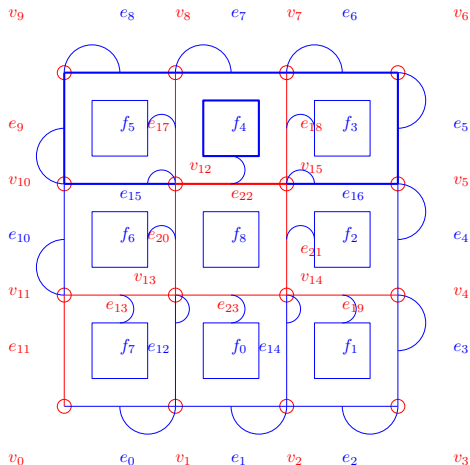 v₉ e₈ v₈ e₇ v₇ e₆ v₆
e₉ f₅ e₁₇ f₄ e₁₈ f₃ e₅
v₁₂ v₁₅
v₁₀ v₅
e₁₅ e₂₂ e₁₆
e₁₀ f₆ e₂₀ f₈ f₂ e₄
e₂₁
v₁₃ v₁₄
v₁₁ v₄
e₁₃ e₂₃ e₁₉
e₁₁ f₇ e₁₂ f₀ e₁₄ f₁ e₃
v₀ e₀ v₁ e₁ v₂ e₂ v₃